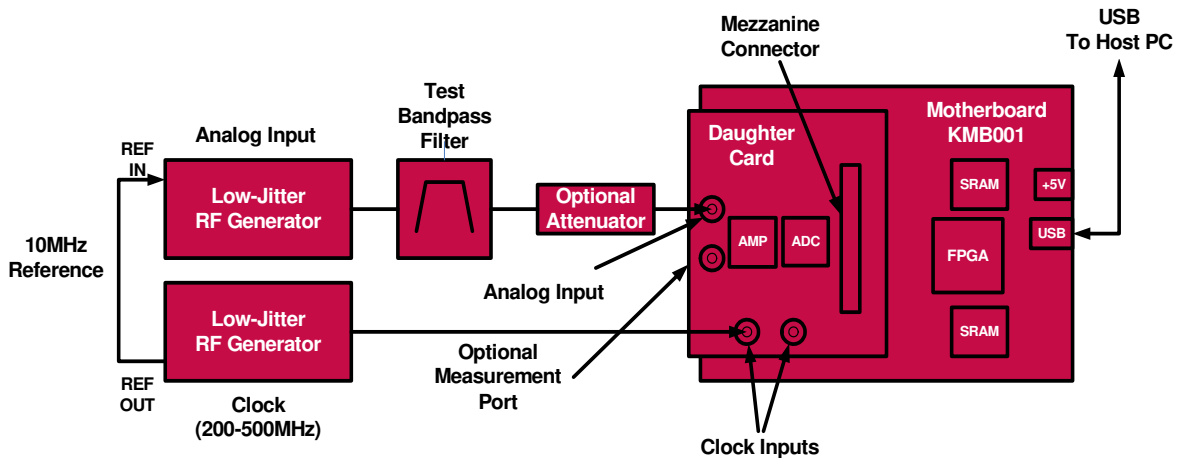 Mezzanine
Connector
USB
To Host PC
Test
Bandpass
Filter
Analog Input
REF
IN
Low-Jitter
RF Generator
Optional
Attenuator
Daughter
Card
Motherboard
KMB001
SRAM
+5V
USB
AMP
ADC
FPGA
10MHz
Reference
Analog Input
Low-Jitter
RF Generator
SRAM
Optional
Measurement
Port
REF
OUT
Clock
(200-500MHz)
Clock Inputs